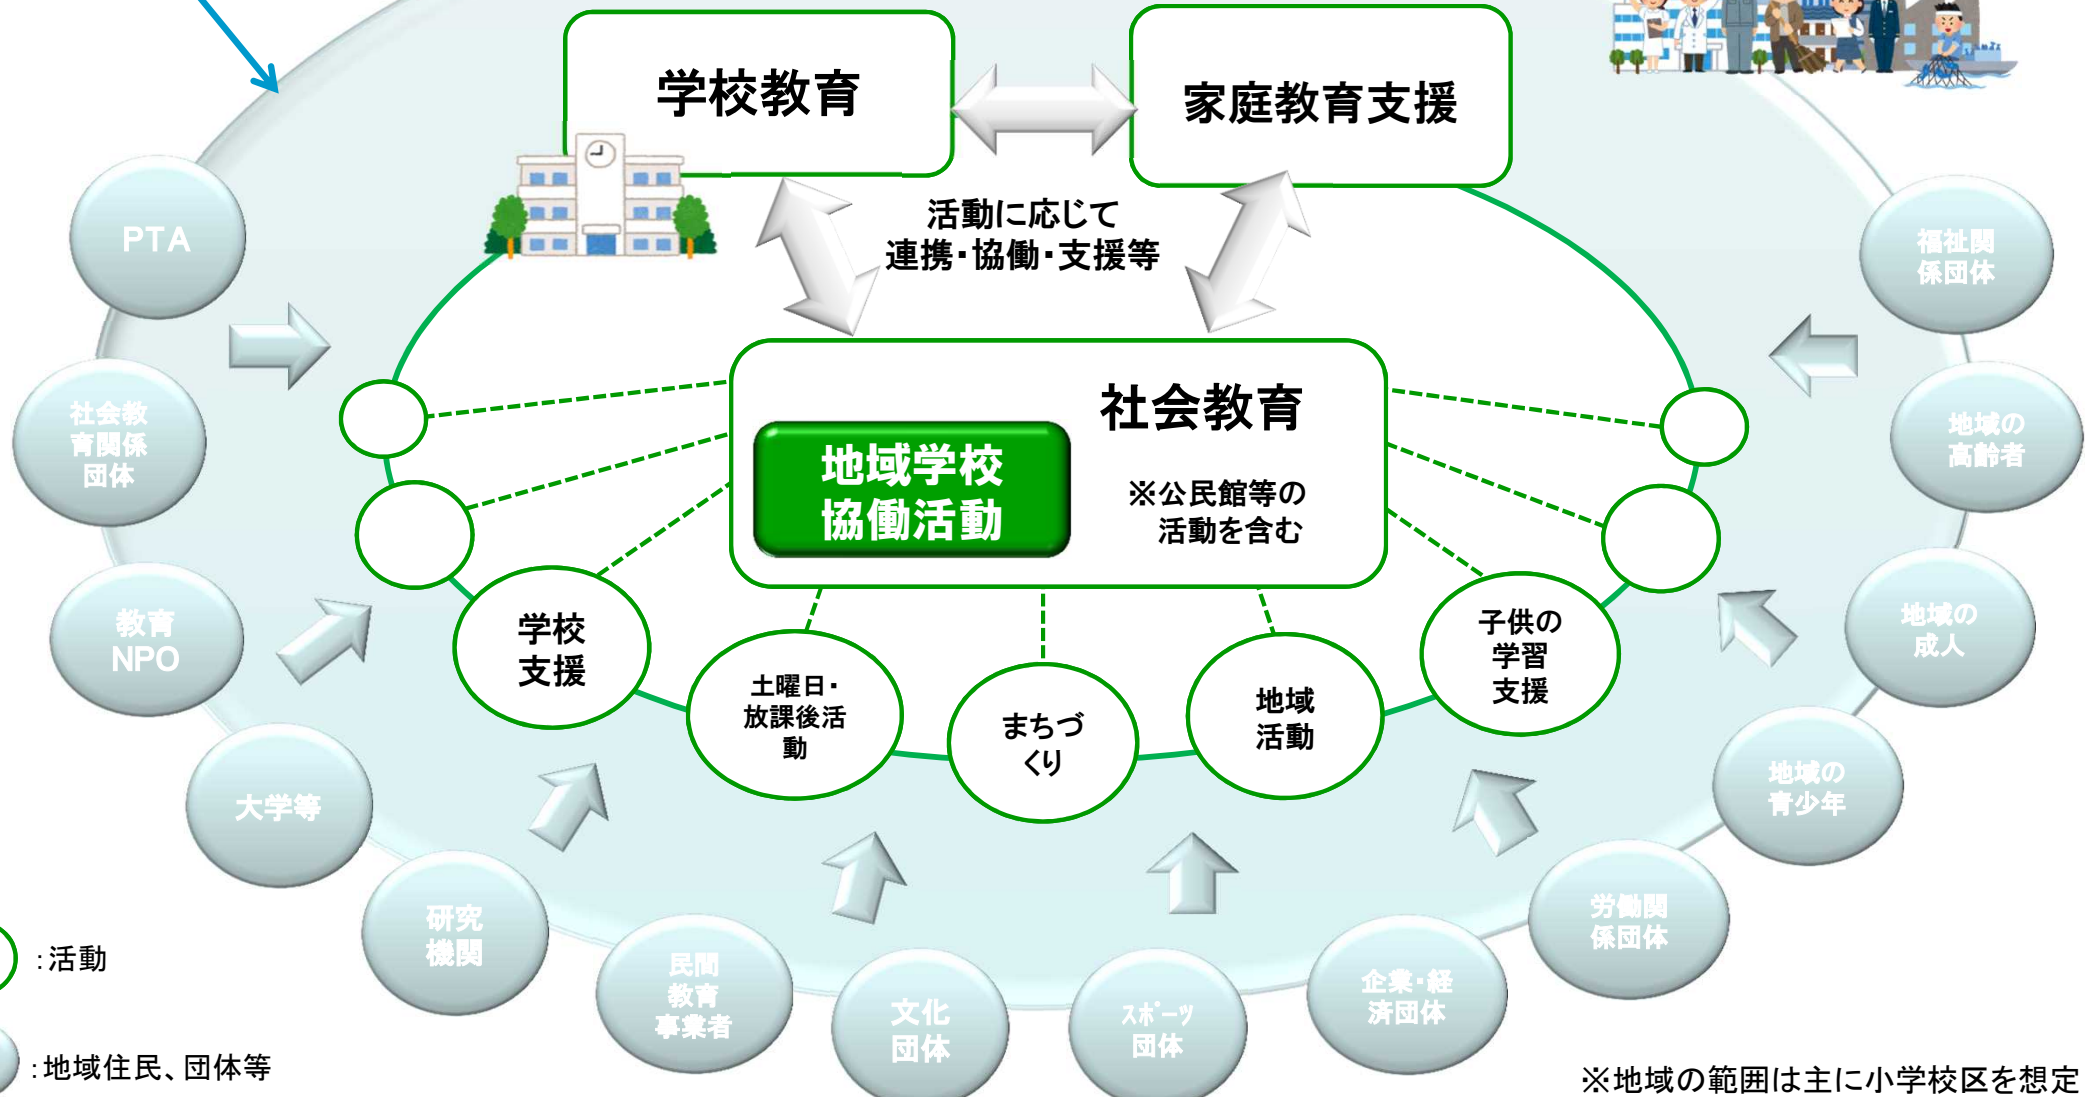 学校教育
家庭教育支援
活動に応じて
連携・協働・支援等
PTA
福祉関
係団体
社会教
育関係
団体
社会教育
地域学校
協働活動
※公民館等の
活動を含む
地域の
高齢者
教育
NPO
学校
支援
土曜日・
放課後活
動
まちづ
くり
地域
活動
子供の
学習
支援
地域の
成人
大学等
地域の
青少年
研究
機関
労働関
係団体
民間
教育
事業者
文化
団体
スポーツ
団体
企業・経
済団体
:活動
:地域住民、団体等
※地域の範囲は主に小学校区を想定